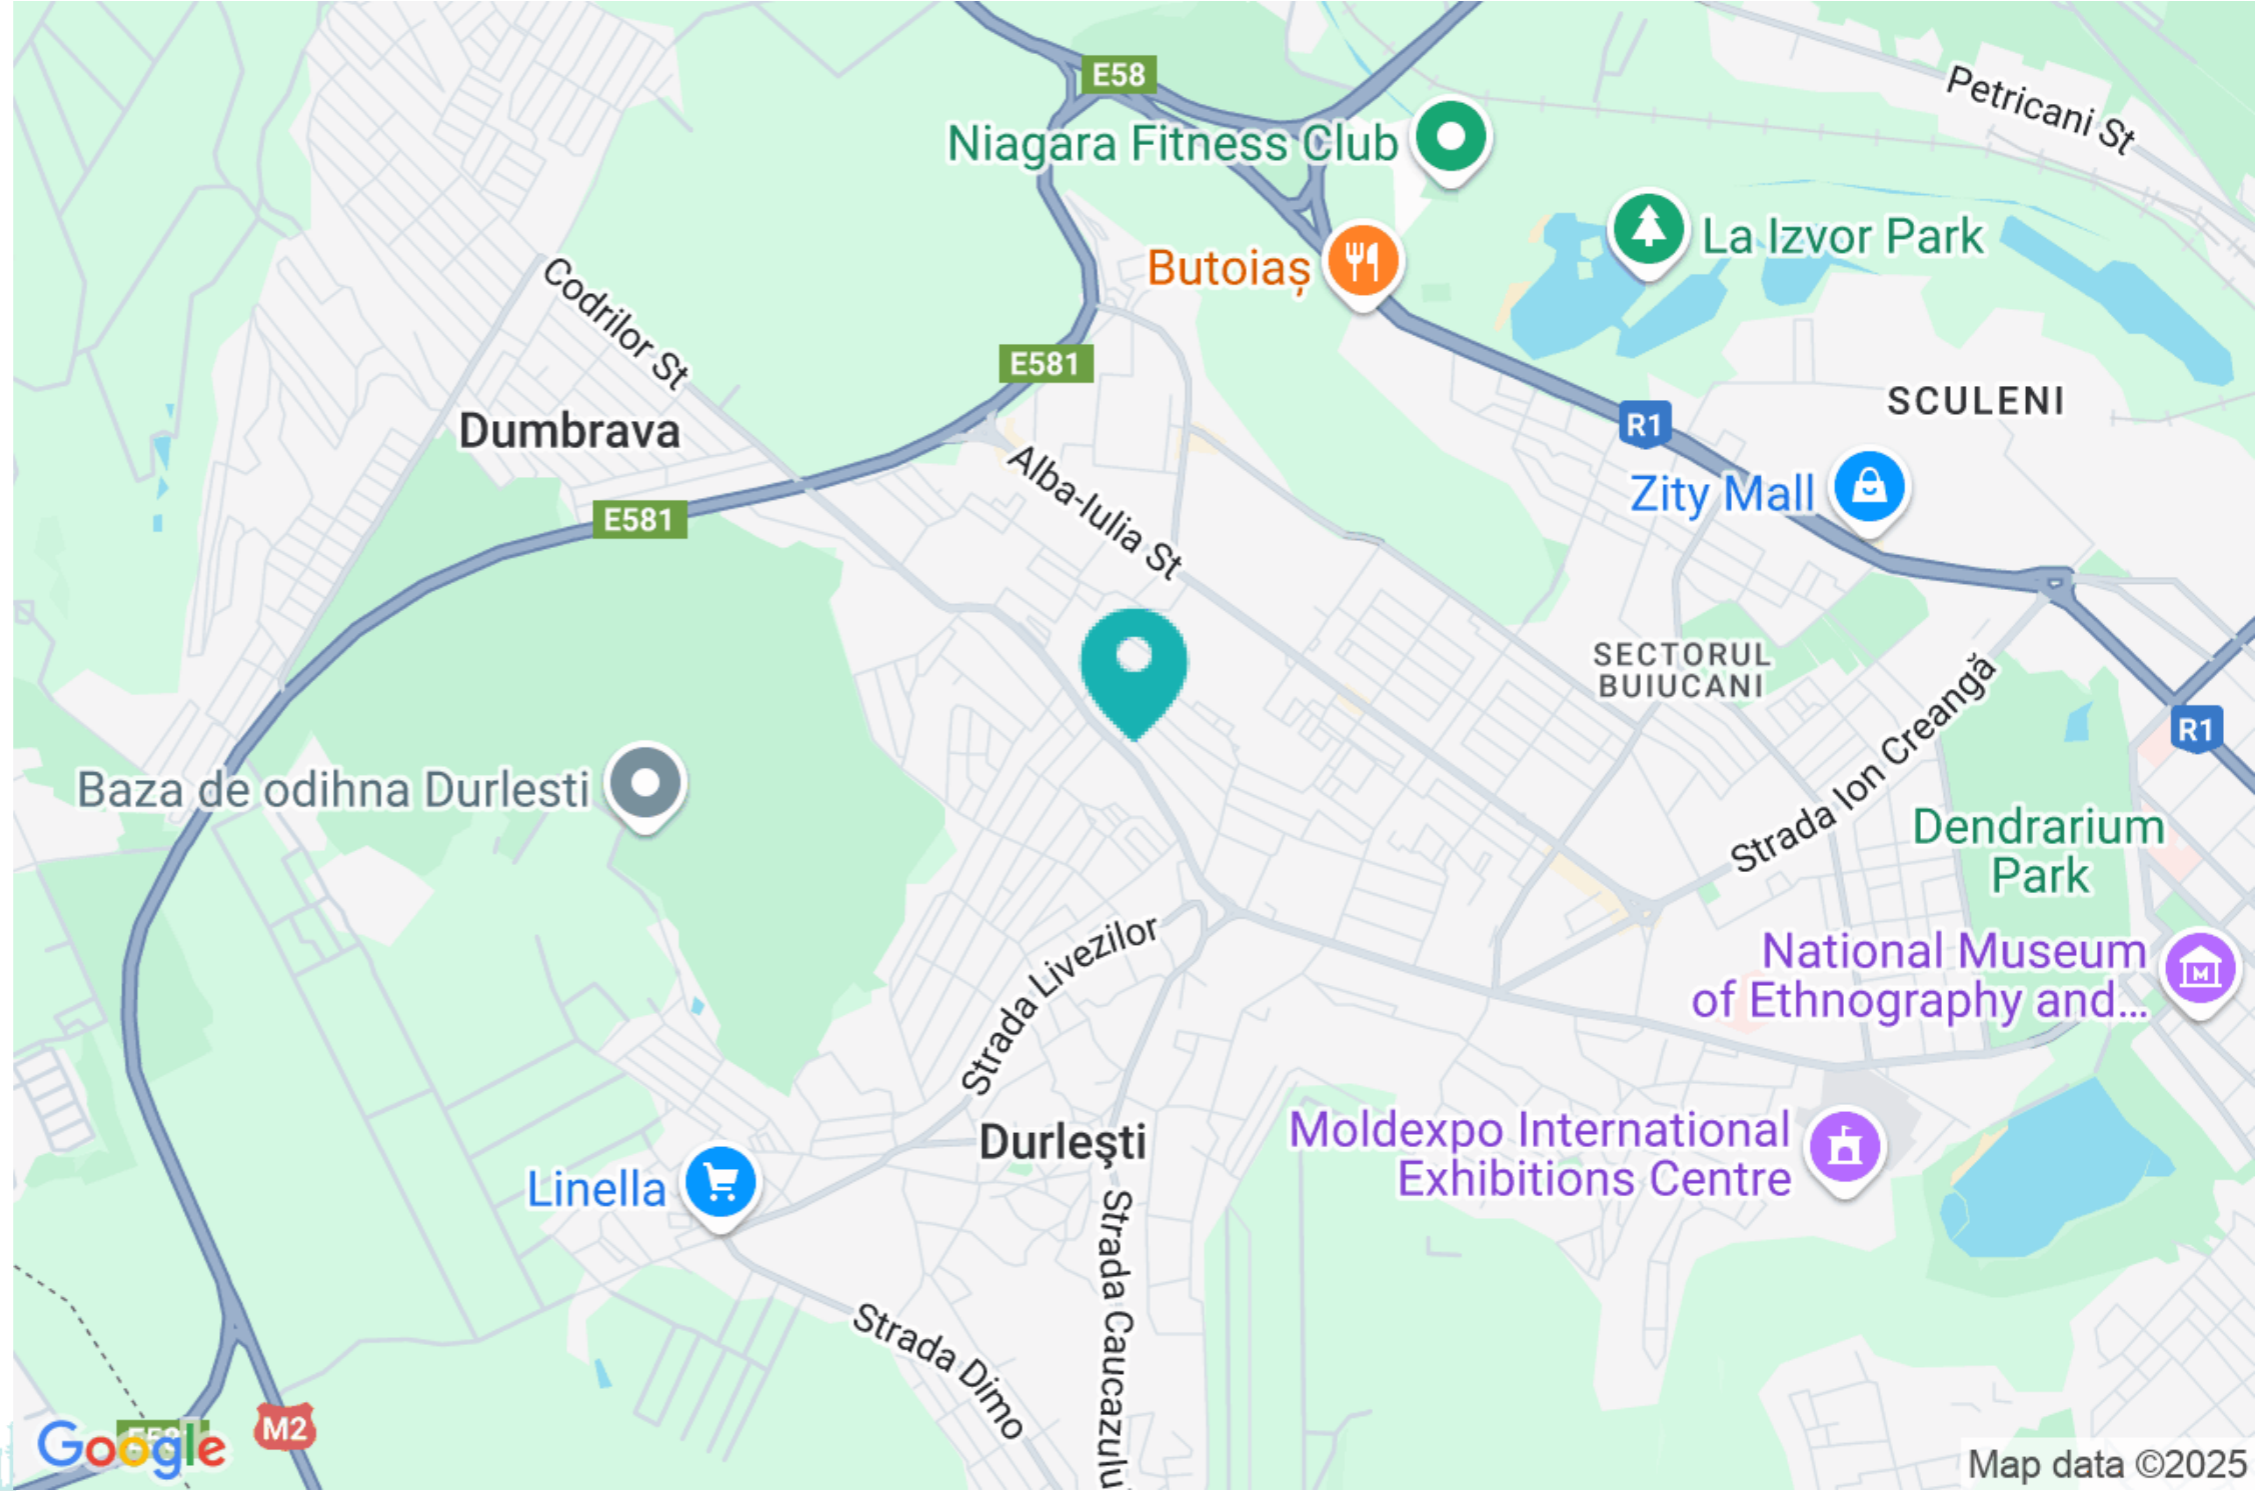 E58
Petricani St
Niagara Fitness Club
La Izvor Park
Butoiaș
Codrilor St
E581
SCULENI
R1
Dumbrava
Alba-Iulia St
Zity Mall
E581
SECTORUL
BUIUCANI
Strada Ion Creangă
R1
Baza de odihna Durlesti
Dendrarium
Park
Strada Livezilor
National Museum
of Ethnography and...
Durleşti
Moldexpo International
Exhibitions Centre
Linella
Strada Caucazulu
Strada Dimo
M2
Google
Map data ©2025